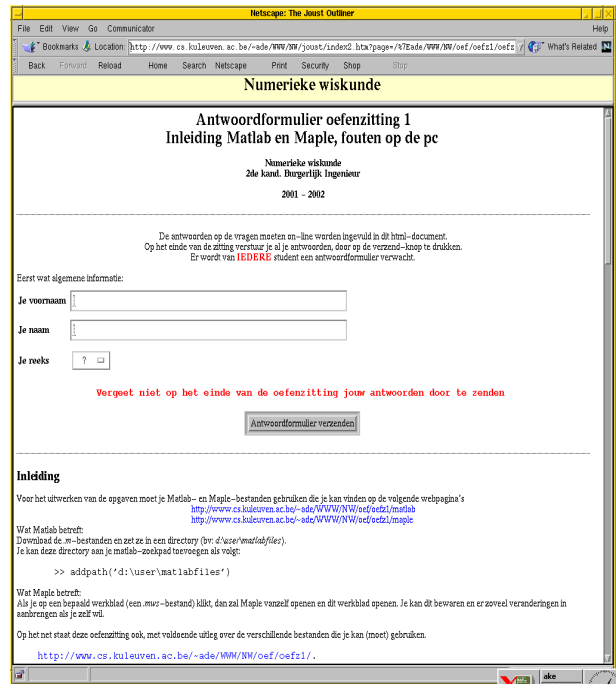 Netscape: The Joust Outliner
File Edit View Go Communicator Help
Bookmarks Location: http://www.cs.kuleuven.ac.be/~ade/WWW/NW/joust/index2.htm?page=/%7Eade/WWW/NW/oef/oefz1/oefz What's Related
Back Forward Reload Home Search Netscape Print Security Shop Stop
Numerieke wiskunde
Antwoordformulier oefenzitting 1
Inleiding Matlab en Maple, fouten op de pc
Numerieke wiskunde
2de kand. Burgerlijk Ingenieur
2001 - 2002
De antwoorden op de vragen moeten on-line worden ingevuld in dit html-document.
Op het einde van de zitting verstuur je al je antwoorden, door op de verzend-knop te drukken.
Er wordt van IEDERE student een antwoordformulier verwacht.
Eerst wat algemene informatie:
Je voornaam
Je naam
Je reeks ?
Vergeet niet op het einde van de oefenzitting jouw antwoorden door te zenden
Antwoordformulier verzenden
Inleiding
Voor het uitwerken van de opgaven moet je Matlab- en Maple-bestanden gebruiken die je kan vinden op de volgende webpagina's
http://www.cs.kuleuven.ac.be/~ade/WWW/NW/oef/oefz1/matlab
http://www.cs.kuleuven.ac.be/~ade/WWW/NW/oef/oefz1/maple
Wat Matlab betreft:
Download de .m-bestanden en zet ze in een directory (bv: d:\user\matlabfiles).
Je kan deze directory aan je matlab-zoekpad toevoegen als volgt:
>> addpath('d:\user\matlabfiles')
Wat Maple betreft:
Als je op een bepaald werkblad (een .mws-bestand) klikt, dan zal Maple vanzelf openen en dit werkblad openen. Je kan dit bewaren en er zoveel veranderingen in
aanbrengen als je zelf wil.
Op het net staat deze oefenzitting ook, met voldoende uitleg over de verschillende bestanden die je kan (moet) gebruiken.
http://www.cs.kuleuven.ac.be/~ade/WWW/NW/oef/oefz1/.
ake